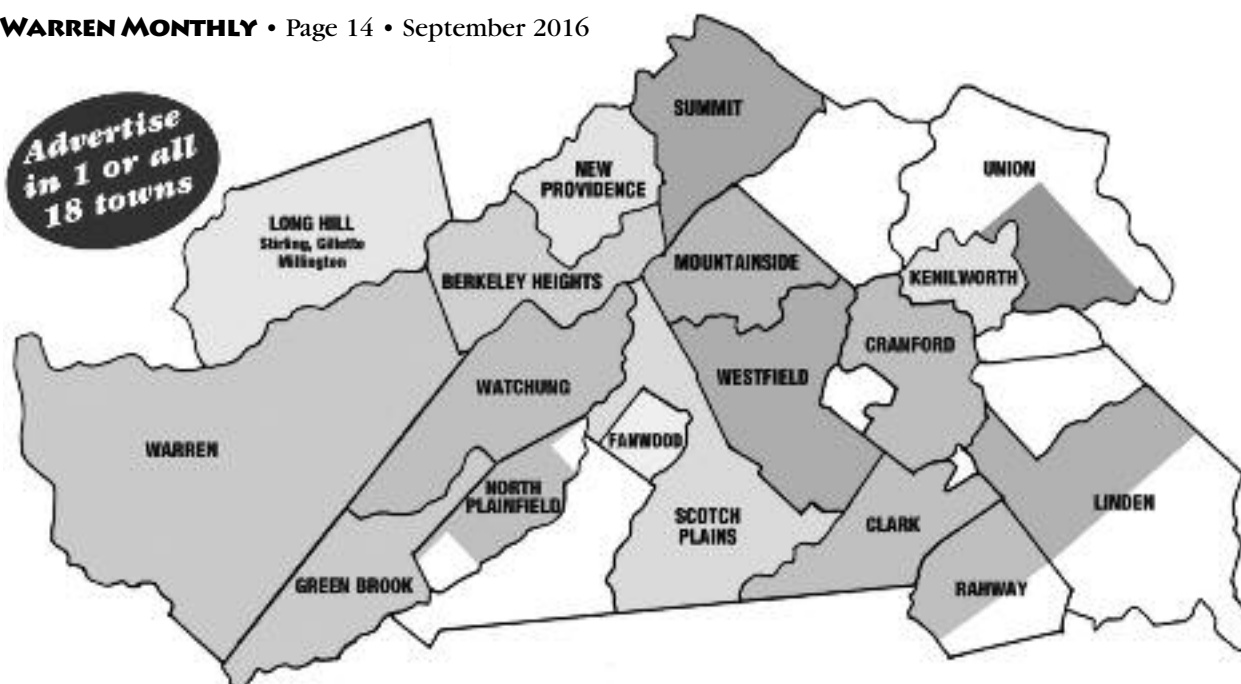 WARREN MONTHLY • Page 14 • September 2016
Advertise
in 1 or all
18 towns
SUMMIT
NEW
PROVIDENCE
UNION
LONG HILL
Stirling, Gillette
Millington
BERKELEY HEIGHTS
MOUNTAINSIDE
KENILWORTH
CRANFORD
WATCHUNG
WESTFIELD
WARREN
FANWOOD
NORTH
PLAINFIELD
SCOTCH
PLAINS
CLARK
LINDEN
GREEN BROOK
RAHWAY